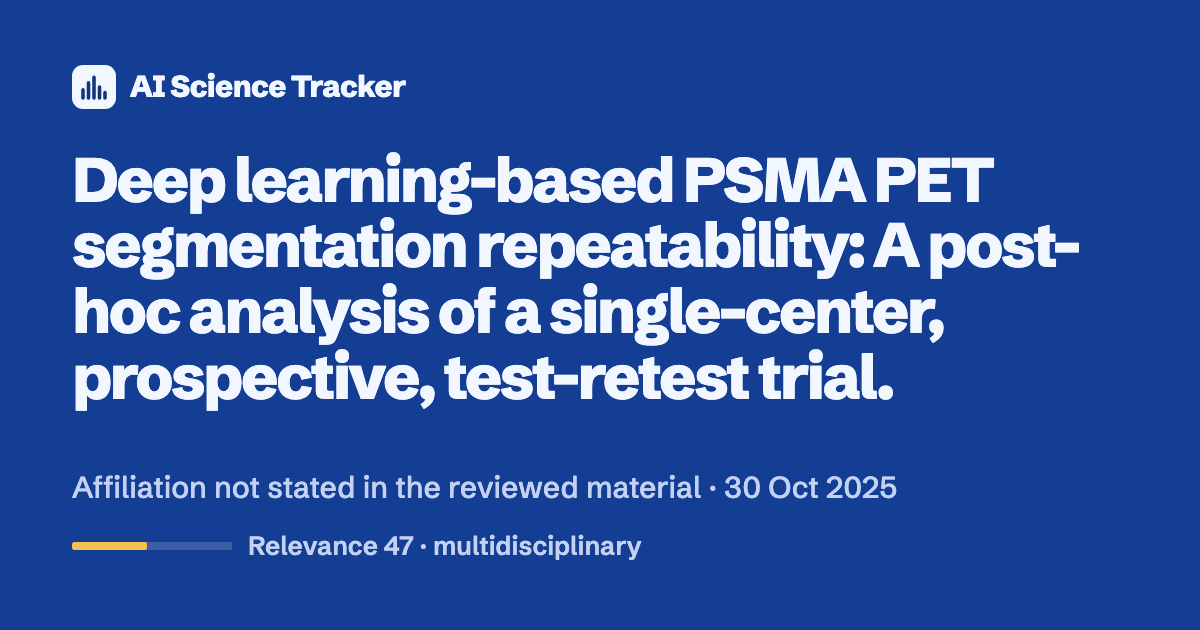 AI Science Tracker
Deep learning-based PSMA PET
segmentation repeatability: A post-
hoc analysis of a single-center,
prospective, test-retest trial.
Affiliation not stated in the reviewed material · 30 Oct 2025
Relevance 47 · multidisciplinary